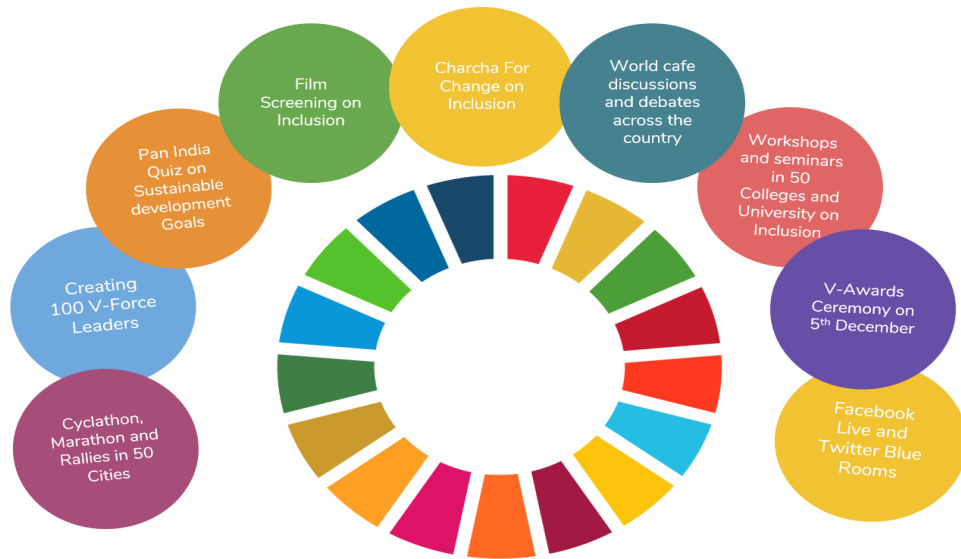 Cyclathon,
Marathon and
Rallies in 50
Cities
Creating
100 V-Force
Leaders
Pan India
Quiz on
Sustainable
development
Goals
Film
Screening on
Inclusion
Charcha For
Change on
Inclusion
World cafe
discussions
and debates
across the
country
Workshops
and seminars
in 50
Colleges and
University on
Inclusion
V-Awards
Ceremony on
5th December
Facebook
Live and
Twitter Blue
Rooms